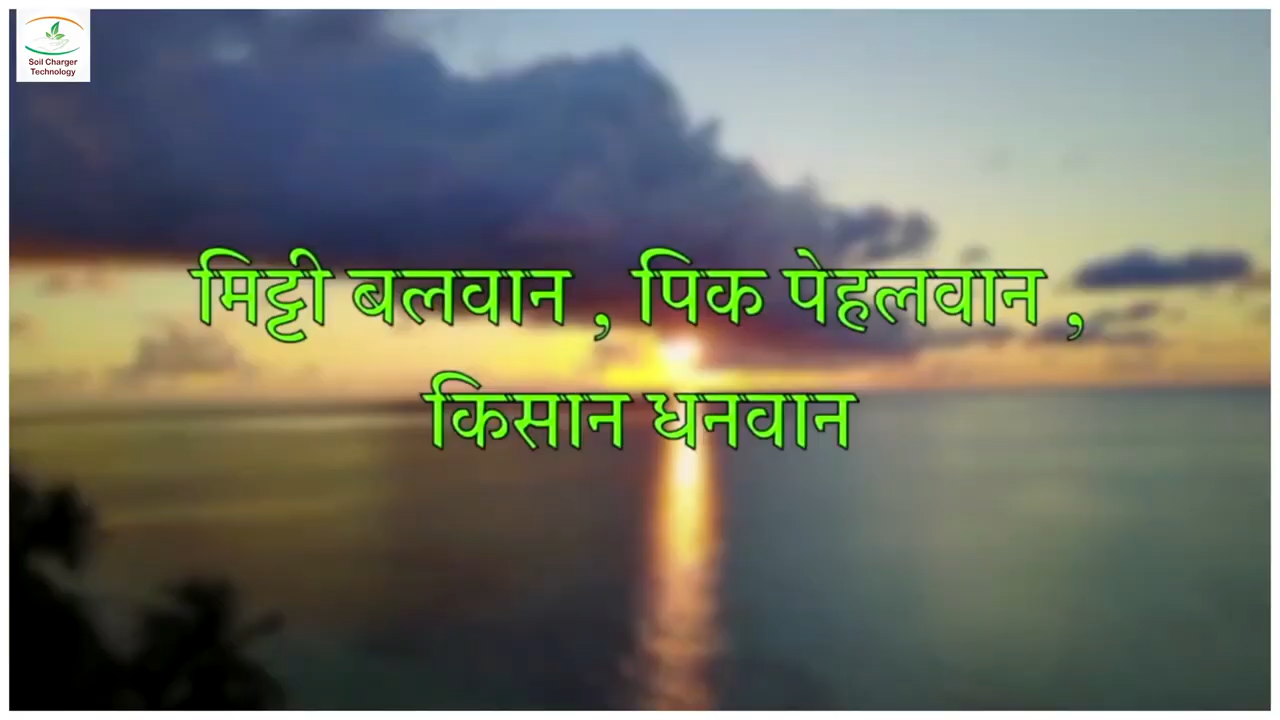 Soil Charger
Technology
मिट्टी बलवान , पिक पेहलवान ,
किसान धनवान